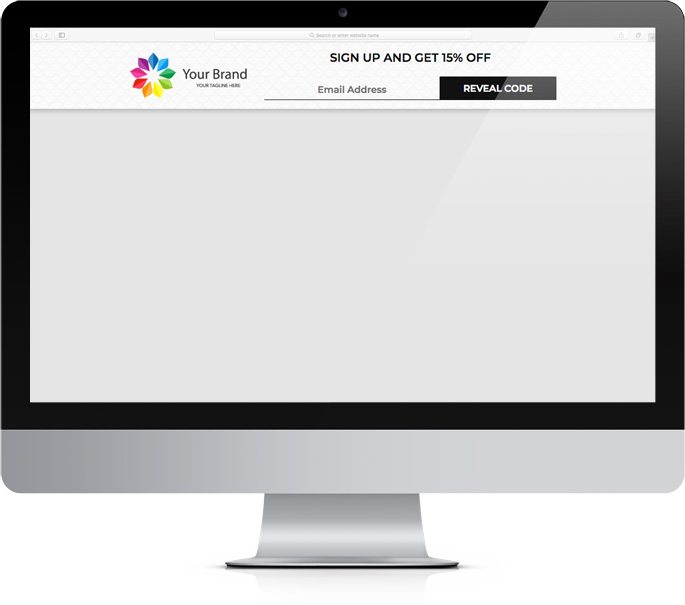 Search or enter website name
SIGN UP AND GET 15% OFF
Your Brand
YOUR TAGLINE HERE
Email Address
REVEAL CODE